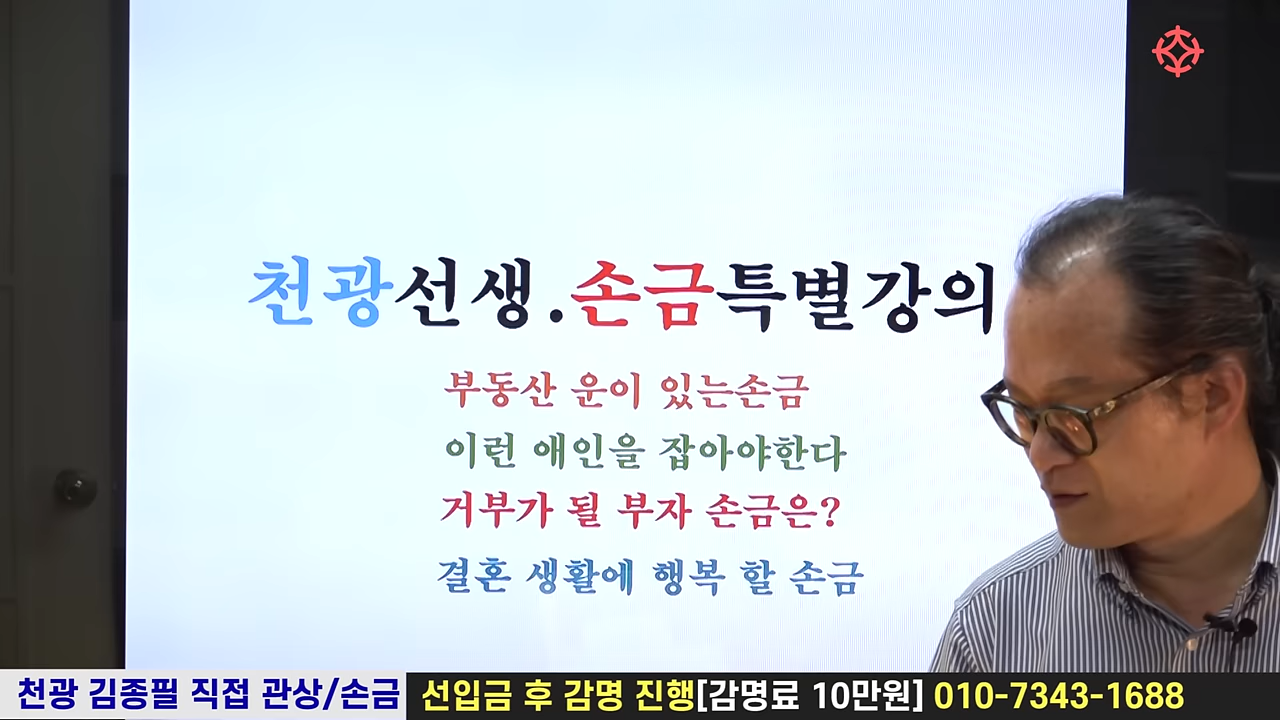 천광선생.손금특별강의
부동산 운이 있는손금
이런 애인을 잡아야한다
거부가 될 부자 손금은?
결혼 생활에 행복 할 손금
천광 김종필 직접 관상/손금 선입금 후 감명 진행[감명료 10만원] 010-7343-1688